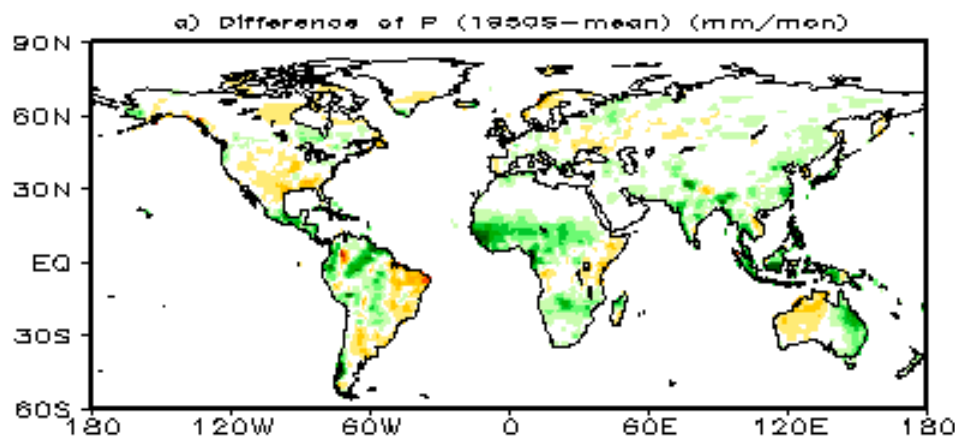 a) Difference of P (1950S-mean) (mm/mon)
90N
60N
30N
EQ
30S
60S
180 120W 60W 0 60E 120E 180